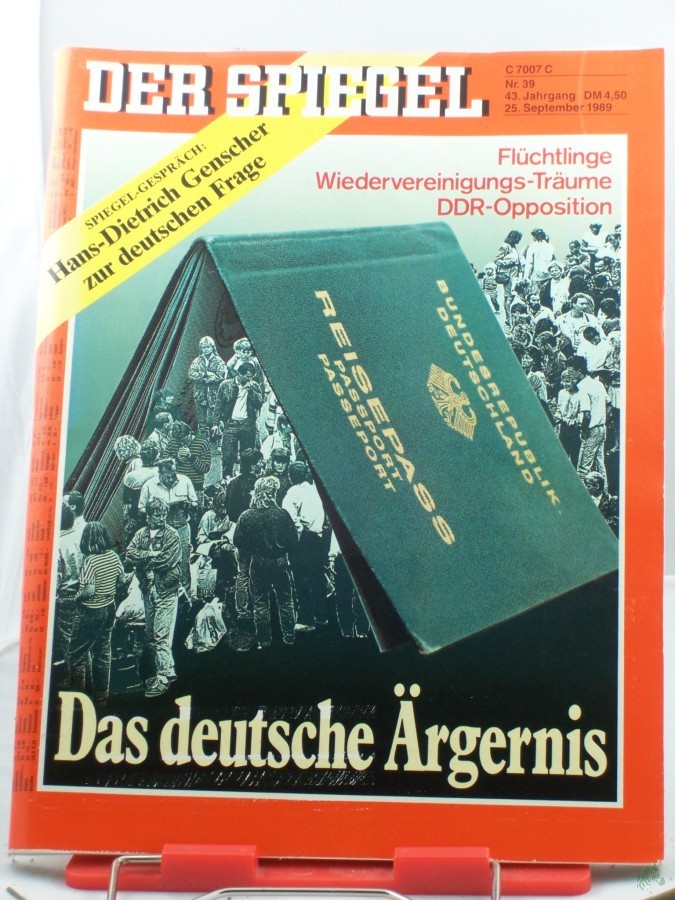 DER SPIEGEL
C 7007 C
Nr. 39
43. Jahrgang DM 4,50
25. September 1989
SPIEGEL-GESPRÄCH:
Hans-Dietrich Genscher
zur deutschen Frage
Flüchtlinge
Wiedervereinigungs-Träume
DDR-Opposition
BUNDESREPUBLIK
DEUTSCHLAND
REISEPASS
PASSPORT
PASSEPORT
Das deutsche Ärgernis